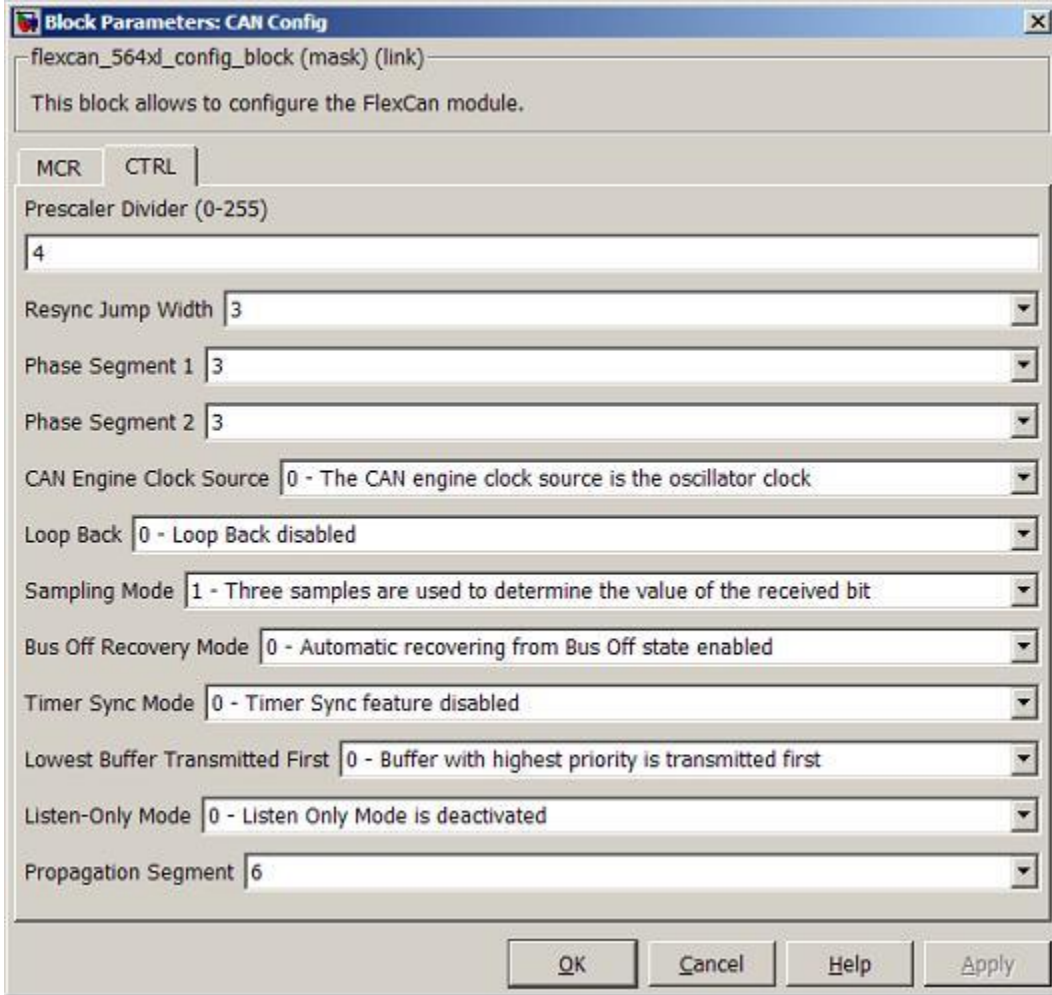 Block Parameters: CAN Config
flexcan_564xl_config_block (mask) (link)
This block allows to configure the FlexCan module.
MCR CTRL
Prescaler Divider (0-255)
4
Resync Jump Width 3
Phase Segment 1 3
Phase Segment 2 3
CAN Engine Clock Source 0 - The CAN engine clock source is the oscillator clock
Loop Back 0 - Loop Back disabled
Sampling Mode 1 - Three samples are used to determine the value of the received bit
Bus Off Recovery Mode 0 - Automatic recovering from Bus Off state enabled
Timer Sync Mode 0 - Timer Sync feature disabled
Lowest Buffer Transmitted First 0 - Buffer with highest priority is transmitted first
Listen-Only Mode 0 - Listen Only Mode is deactivated
Propagation Segment 6
OK Cancel Help Apply